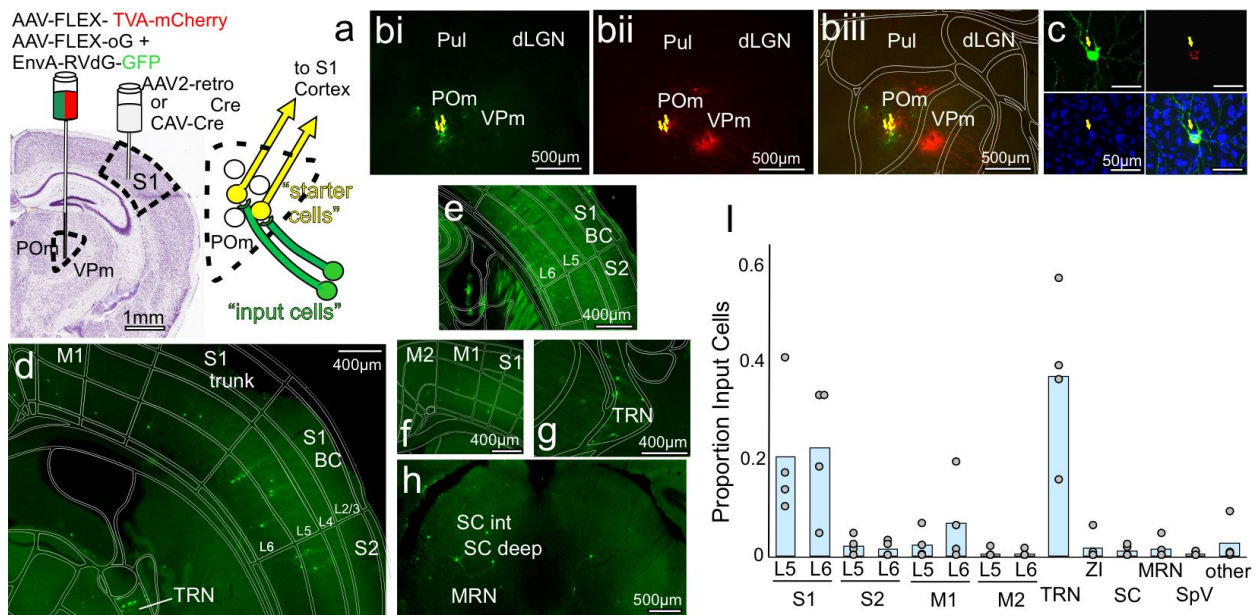 AAV-FLEX- TVA-mCherry
AAV-FLEX-oG +
EnvA-RVdG-GFP
AAV2-retro
or Cre
CAV-Cre
S1
POm
VPm
1mm
a
to S1
Cortex
"starter
cells"
POm
"input cells"
bi
Pul
dLGN
POm
VPm
500µm
bii
Pul
dLGN
POm
VPm
500µm
biii
Pul
dLGN
POm
VPm
500µm
c
50µm
d
M1
S1
trunk
400µm
S1
BC
L2/3
L4
L5
L6
S2
TRN
e
S1
BC
L5
L6
S2
400µm
f
M2
M1
S1
400µm
g
TRN
400µm
h
SC int
SC deep
MRN
500µm
l
Proportion Input Cells
0.6
0.4
0.2
0
L5 L6 L5 L6 L5 L6 L5 L6 TRN ZI SC MRN SpV other
S1 S2 M1 M2